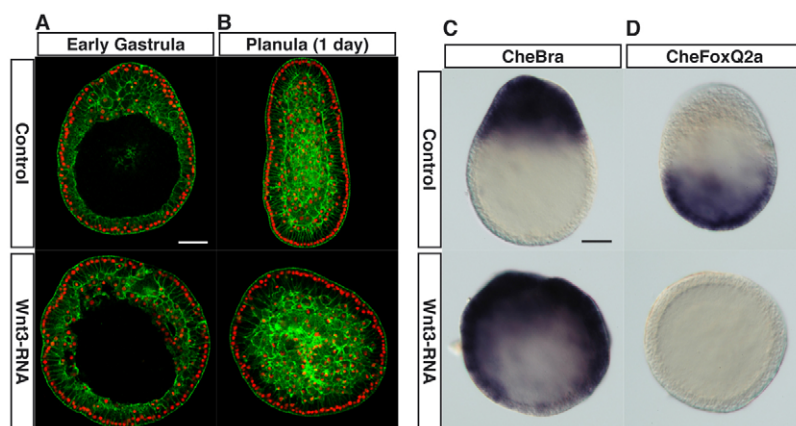 A
B
C
D
Early Gastrula
Planula (1 day)
CheBra
CheFoxQ2a
Control
Control
Wnt3-RNA
Wnt3-RNA